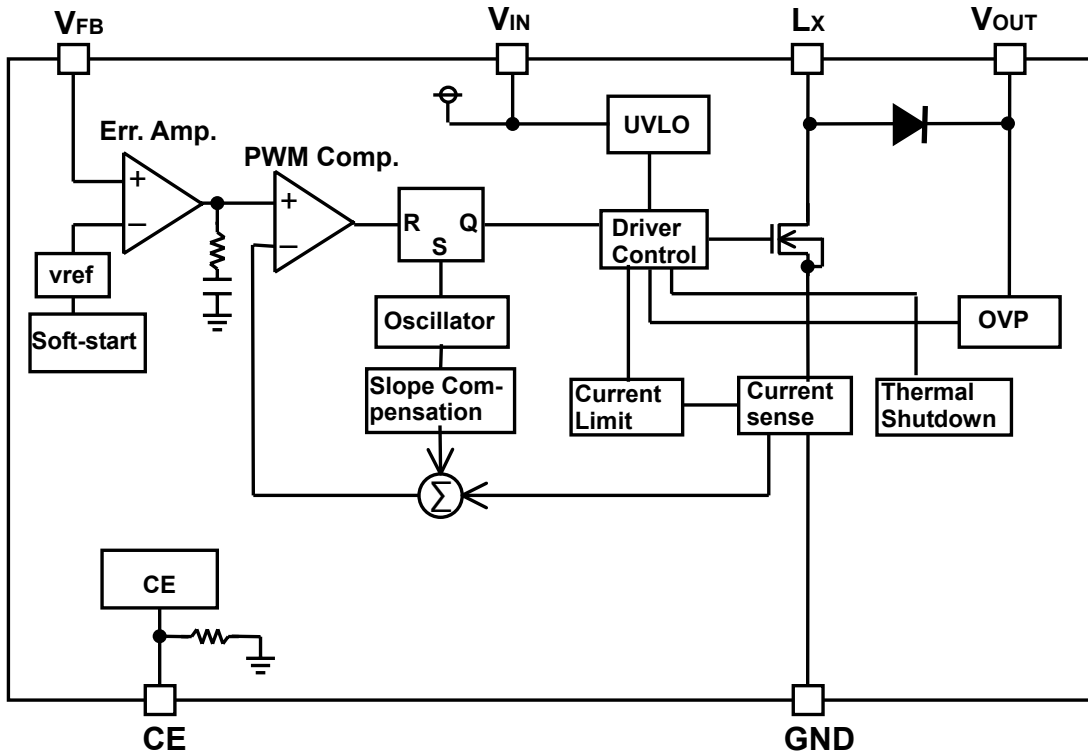 VFB
VIN
LX
VOUT
Err. Amp.
PWM Comp.
UVLO
+
−
+
−
R
Q
S
Driver
Control
vref
Soft-start
Oscillator
OVP
Slope Com-
pensation
Current
Limit
Current
sense
Thermal
Shutdown
Σ
CE
CE
GND